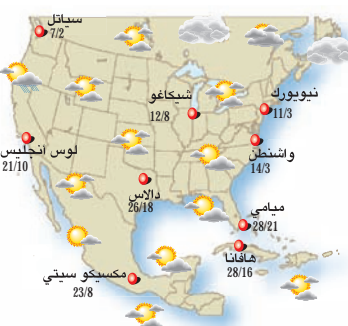 سياتل
7/2
شيكاغو
12/8
نيويورك
11/3
لوس أنجليس
21/10
واشنطن
14/3
دالاس
26/18
ميامي
28/21
هافانا
28/16
مكسيكو سيتي
23/8